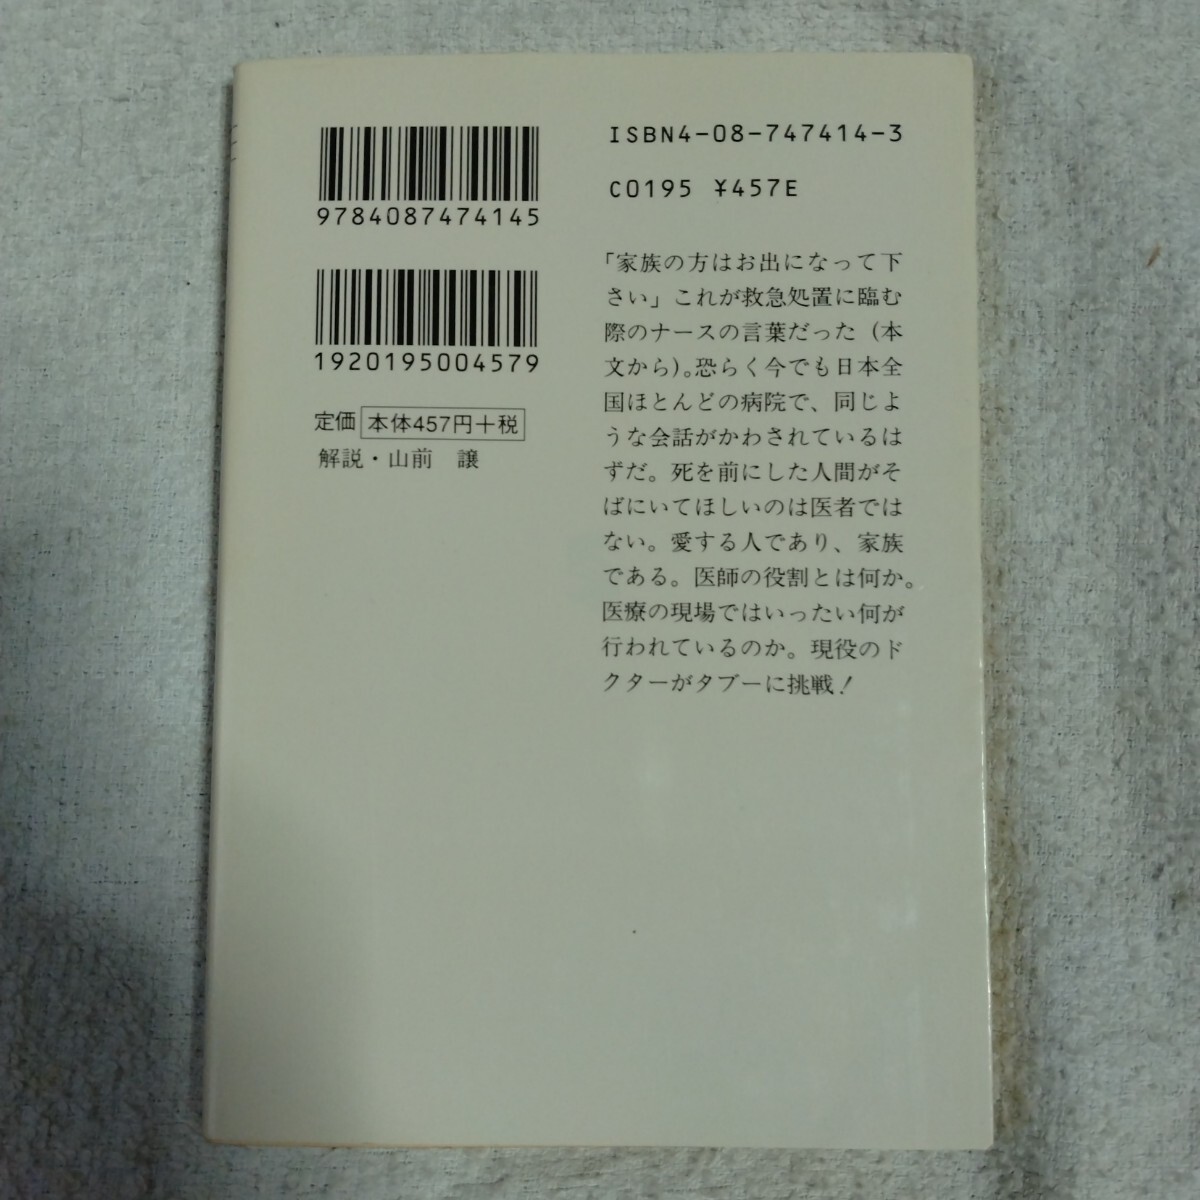 9784087474145
1920195004579
定価 本体457円+税
解説・山前 譲
ISBN4-08-747414-3
C0195 ¥457E
「家族の方はお出になって下
さい」これが救急処置に臨む
際のナースの言葉だった（本
文から）。恐らく今でも日本全
国ほとんどの病院で、同じよ
うな会話がかわされているは
ずだ。死を前にした人間がそ
ばにいてほしいのは医者では
ない。愛する人であり、家族
である。医師の役割とは何か。
医療の現場ではいったい何が
行われているのか。現役のド
クターがタブーに挑戦！